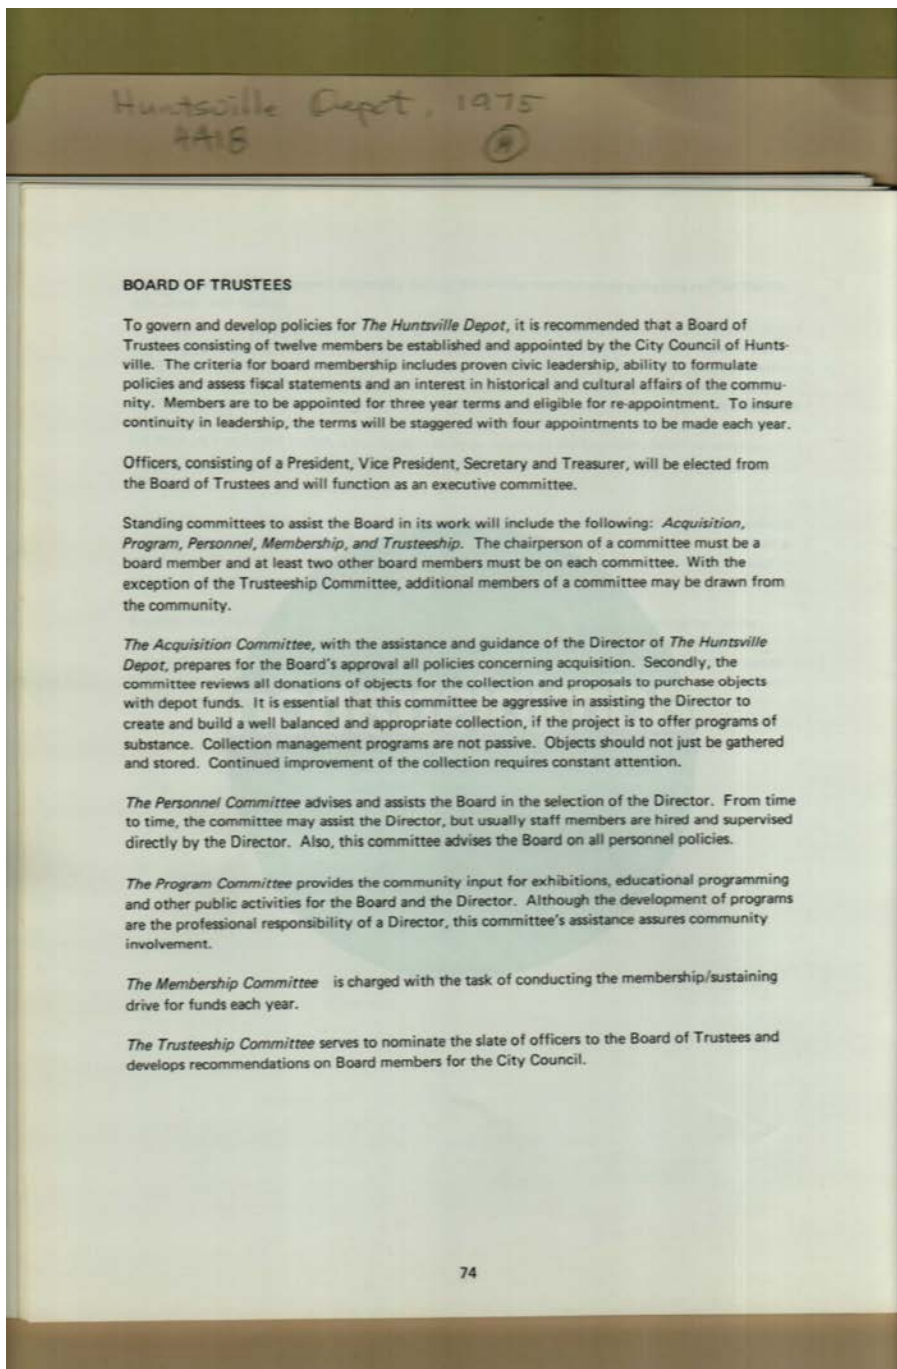 Huntsville Depot, 1975
4418
BOARD OF TRUSTEES
To govern and develop policies for The Huntsville Depot, it is recommended that a Board of
Trustees consisting of twelve members be established and appointed by the City Council of Hunts-
ville. The criteria for board membership includes proven civic leadership, ability to formulate
policies and assess fiscal statements and an interest in historical and cultural affairs of the commu-
nity. Members are to be appointed for three year terms and eligible for re-appointment. To insure
continuity in leadership, the terms will be staggered with four appointments to be made each year.
Officers, consisting of a President, Vice President, Secretary and Treasurer, will be elected from
the Board of Trustees and will function as an executive committee.
Standing committees to assist the Board in its work will include the following: Acquisition,
Program, Personnel, Membership, and Trusteeship. The chairperson of a committee must be a
board member and at least two other board members must be on each committee. With the
exception of the Trusteeship Committee, additional members of a committee may be drawn from
the community.
The Acquisition Committee, with the assistance and guidance of the Director of The Huntsville
Depot, prepares for the Board's approval all policies concerning acquisition. Secondly, the
committee reviews all donations of objects for the collection and proposals to purchase objects
with depot funds. It is essential that this committee be aggressive in assisting the Director to
create and build a well balanced and appropriate collection, if the project is to offer programs of
substance. Collection management programs are not passive. Objects should not just be gathered
and stored. Continued improvement of the collection requires constant attention.
The Personnel Committee advises and assists the Board in the selection of the Director. From time
to time, the committee may assist the Director, but usually staff members are hired and supervised
directly by the Director. Also, this committee advises the Board on all personnel policies.
The Program Committee provides the community input for exhibitions, educational programming
and other public activities for the Board and the Director. Although the development of programs
are the professional responsibility of a Director, this committee's assistance assures community
involvement.
The Membership Committee is charged with the task of conducting the membership/sustaining
drive for funds each year.
The Trusteeship Committee serves to nominate the slate of officers to the Board of Trustees and
develops recommendations on Board members for the City Council.
74